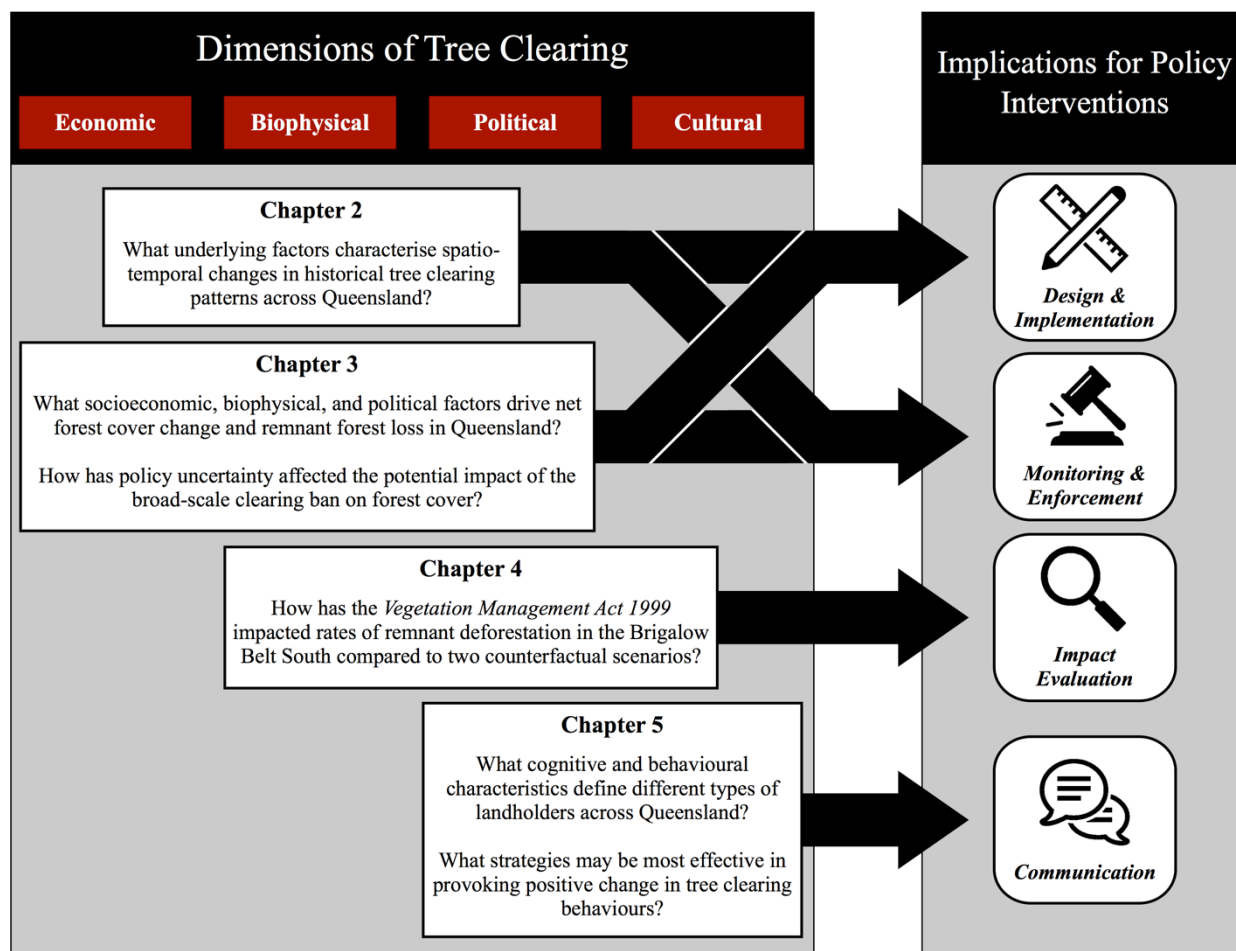 Dimensions of Tree Clearing
Economic
Biophysical
Political
Cultural
Implications for Policy
Interventions
Chapter 2
What underlying factors characterise spatio-
temporal changes in historical tree clearing
patterns across Queensland?
Chapter 3
What socioeconomic, biophysical, and political factors drive net
forest cover change and remnant forest loss in Queensland?
How has policy uncertainty affected the potential impact of the
broad-scale clearing ban on forest cover?
Chapter 4
How has the Vegetation Management Act 1999
impacted rates of remnant deforestation in the Brigalow
Belt South compared to two counterfactual scenarios?
Chapter 5
What cognitive and behavioural
characteristics define different types of
landholders across Queensland?
What strategies may be most effective in
provoking positive change in tree clearing
behaviours?
Design &
Implementation
Monitoring &
Enforcement
Impact
Evaluation
Communication